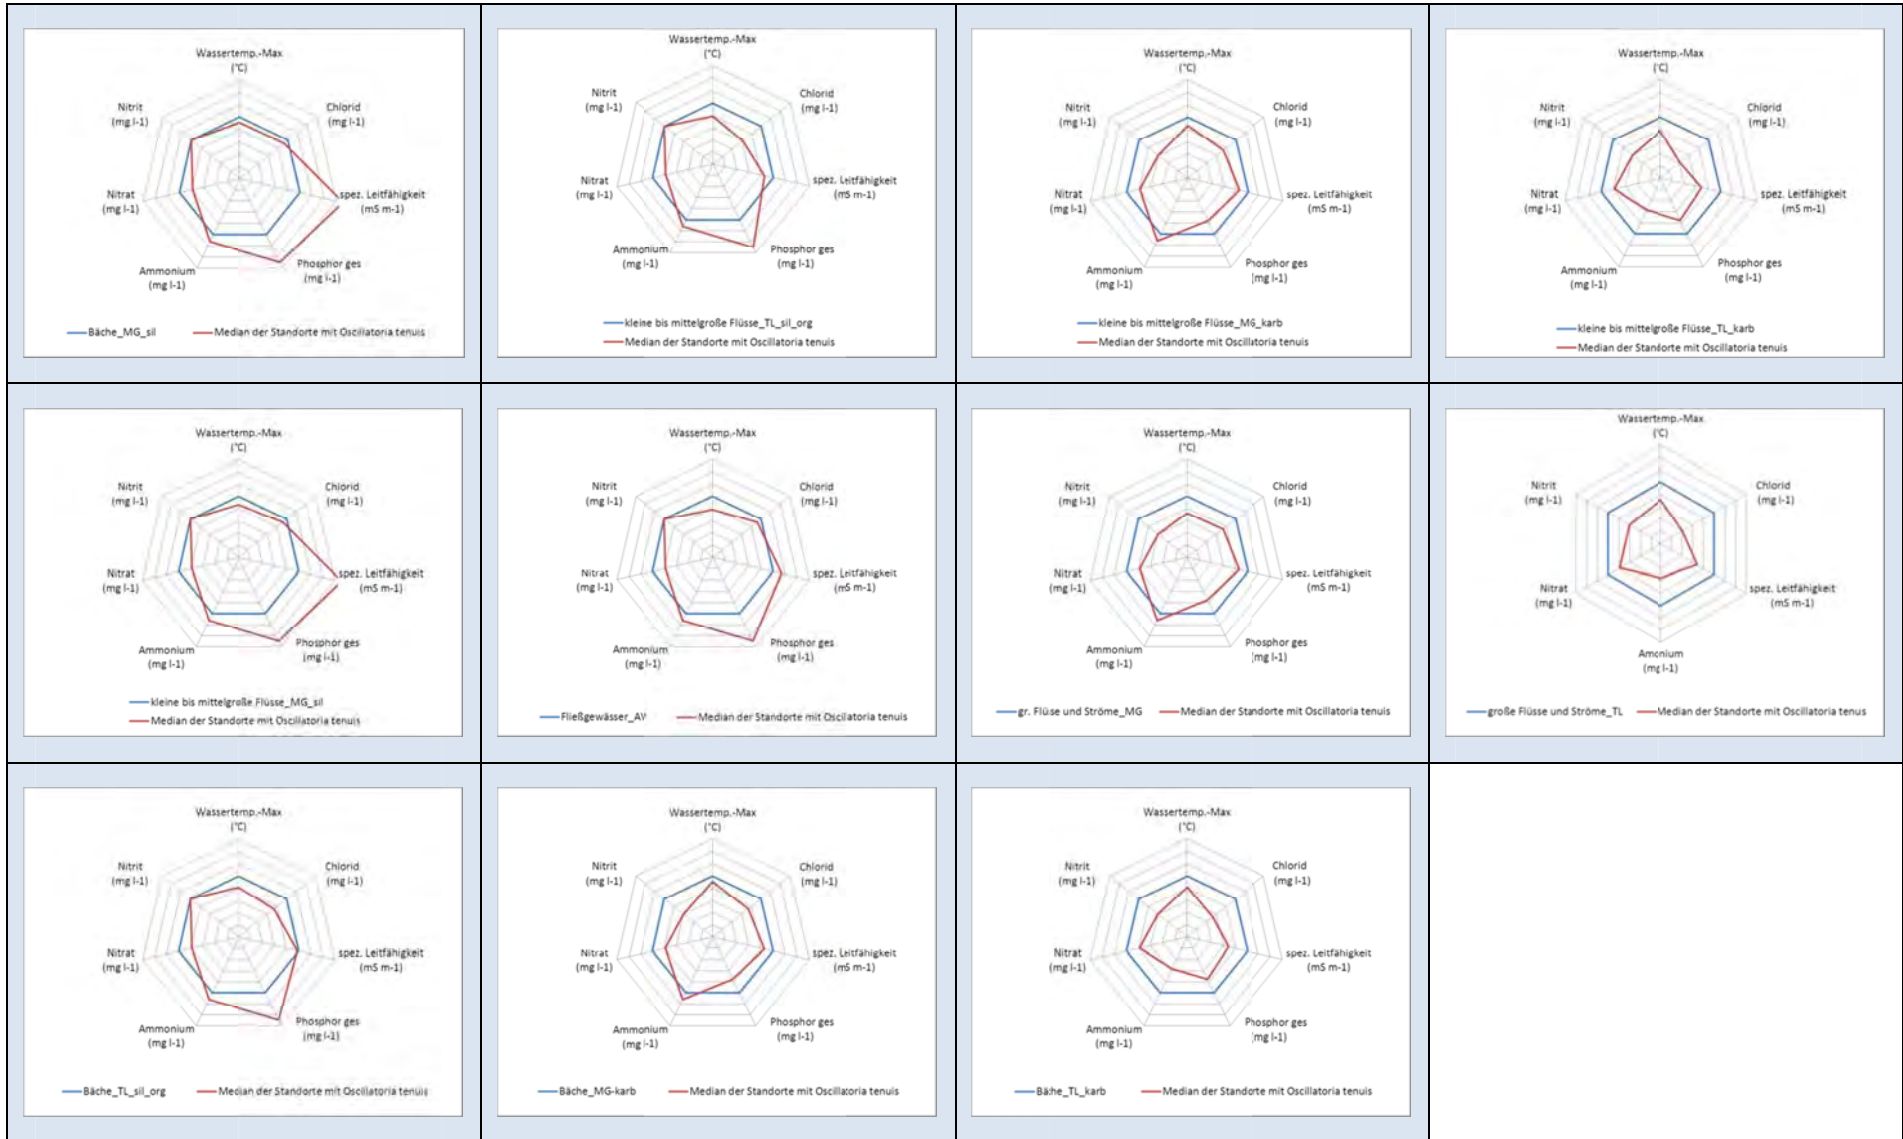 Wassertemp.-Max
(°C)
Nitrit
(mg l-1)
Chlorid
(mg l-1)
Nitrat
(mg l-1)
spez. Leitfähigkeit
(mS m-1)
Ammonium
(mg l-1)
Phosphor ges
(mg l-1)
Bäche_MG_sil
Median der Standorte mit Oscillatoria tenuis
Wassertemp.-Max
(°C)
Nitrit
(mg l-1)
Chlorid
(mg l-1)
Nitrat
(mg l-1)
spez. Leitfähigkeit
(mS m-1)
Ammonium
(mg l-1)
Phosphor ges
(mg l-1)
kleine bis mittelgroße Flüsse_TL_sil_org
Median der Standorte mit Oscillatoria tenuis
Wassertemp.-Max
(°C)
Nitrit
(mg l-1)
Chlorid
(mg l-1)
Nitrat
(mg l-1)
spez. Leitfähigkeit
(mS m-1)
Ammonium
(mg l-1)
Phosphor ges
(mg l-1)
kleine bis mittelgroße Flüsse_MG_karb
Median der Standorte mit Oscillatoria tenuis
Wassertemp.-Max
(°C)
Nitrit
(mg l-1)
Chlorid
(mg l-1)
Nitrat
(mg l-1)
spez. Leitfähigkeit
(mS m-1)
Ammonium
(mg l-1)
Phosphor ges
(mg l-1)
kleine bis mittelgroße Flüsse_TL_karb
Median der Standorte mit Oscillatoria tenuis
Wassertemp.-Max
(°C)
Nitrit
(mg l-1)
Chlorid
(mg l-1)
Nitrat
(mg l-1)
spez. Leitfähigkeit
(mS m-1)
Ammonium
(mg l-1)
Phosphor ges
(mg l-1)
kleine bis mittelgroße Flüsse_MG_sil
Median der Standorte mit Oscillatoria tenuis
Wassertemp.-Max
(°C)
Nitrit
(mg l-1)
Chlorid
(mg l-1)
Nitrat
(mg l-1)
spez. Leitfähigkeit
(mS m-1)
Ammonium
(mg l-1)
Phosphor ges
(mg l-1)
Fließgewässer_AV
Median der Standorte mit Oscilatoria tenuis
Wassertemp.-Max
(°C)
Nitrit
(mg l-1)
Chlorid
(mg l-1)
Nitrat
(mg l-1)
spez. Leitfähigkeit
(mS m-1)
Ammonium
(mg l-1)
Phosphor ges
(mg l-1)
gr. Flüsse und Ströme_MG
Median der Standorte mit Oscillatoria tenuis
Wassertemp.-Max
(°C)
Nitrit
(mg l-1)
Chlorid
(mg l-1)
Nitrat
(mg l-1)
spez. Leitfähigkeit
(mS m-1)
Amonium
(mg l-1)
große Flüsse und Ströme_TL
Median der Standorte mit Oscillatoria tenus
Wassertemp.-Max
(°C)
Nitrit
(mg l-1)
Chlorid
(mg l-1)
Nitrat
(mg l-1)
spez. Leitfähigkeit
(mS m-1)
Ammonium
(mg l-1)
Phosphor ges
(mg l-1)
Bäche_TL_sil_org
Median der Standorte mit Oscillatoria tenuis
Wassertemp.-Max
(°C)
Nitrit
(mg l-1)
Chlorid
(mg l-1)
Nitrat
(mg l-1)
spez. Leitfähigkeit
(mS m-1)
Ammonium
(mg l-1)
Phosphor ges
(mg l-1)
Bäche_MG-karb
Median der Standorte mit Oscillatoria tenuis
Wassertemp.-Max
(°C)
Nitrit
(mg l-1)
Chlorid
(mg l-1)
Nitrat
(mg l-1)
spez. Leitfähigkeit
(mS m-1)
Ammonium
(mg l-1)
Phosphor ges
(mg l-1)
Bäche_TL_karb
Median der Standorte mit Oscillatoria tenuis